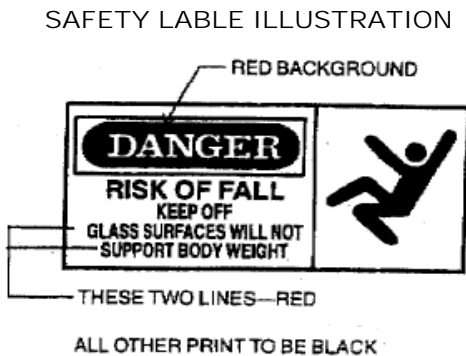 SAFETY LABLE ILLUSTRATION
RED BACKGROUND
DANGER
RISK OF FALL
KEEP OFF
GLASS SURFACES WILL NOT
SUPPORT BODY WEIGHT
THESE TWO LINES—RED
ALL OTHER PRINT TO BE BLACK